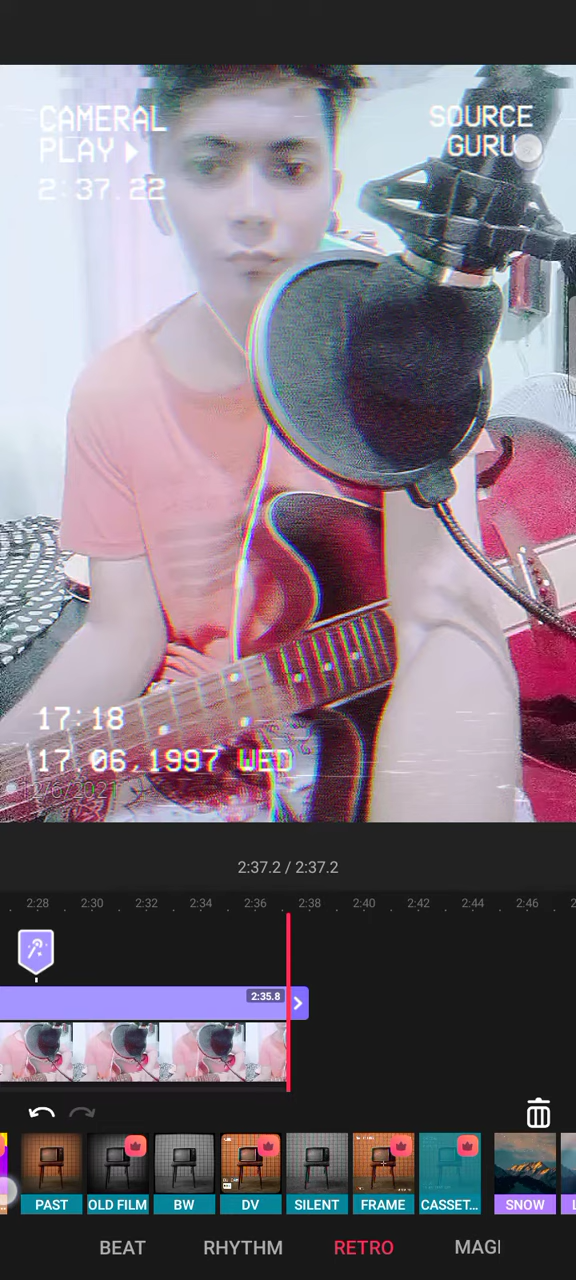 CAMERAL
PLAY
2:37.22
SOURCE
GURU
17:18
17.06.1997 WED
2:37.2 / 2:37.2
2:28 2:30 2:32 2:34 2:36 2:38 2:40 2:42 2:44 2:46
2:35.8
PAST OLD FILM BW DV SILENT FRAME CASSET... SNOW
BEAT RHYTHM RETRO MAGI